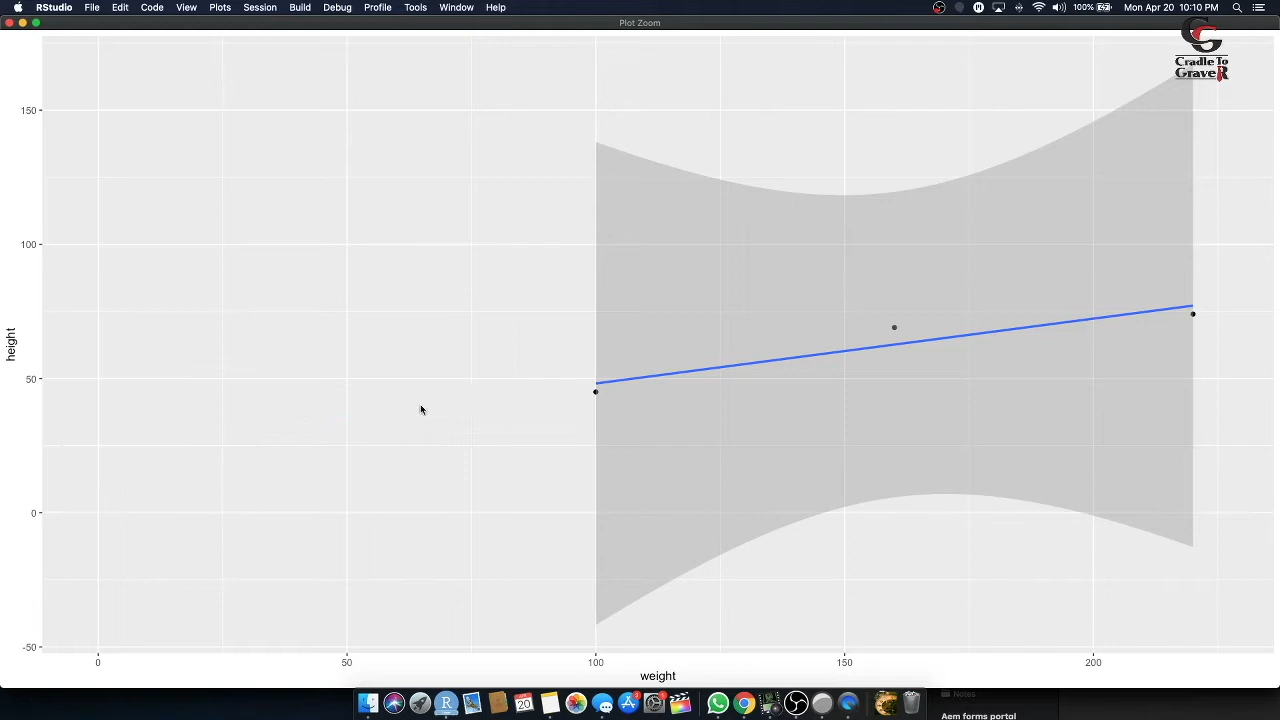 RStudio File Edit Code View Plots Session Build Debug Profile Tools Window Help 100% Mon Apr 20 10:10 PM
Plot Zoom
Cradle To
GraveR
150
100
50
0
-50
height
0 50 100 150 200
weight
Notes
Aem forms portal